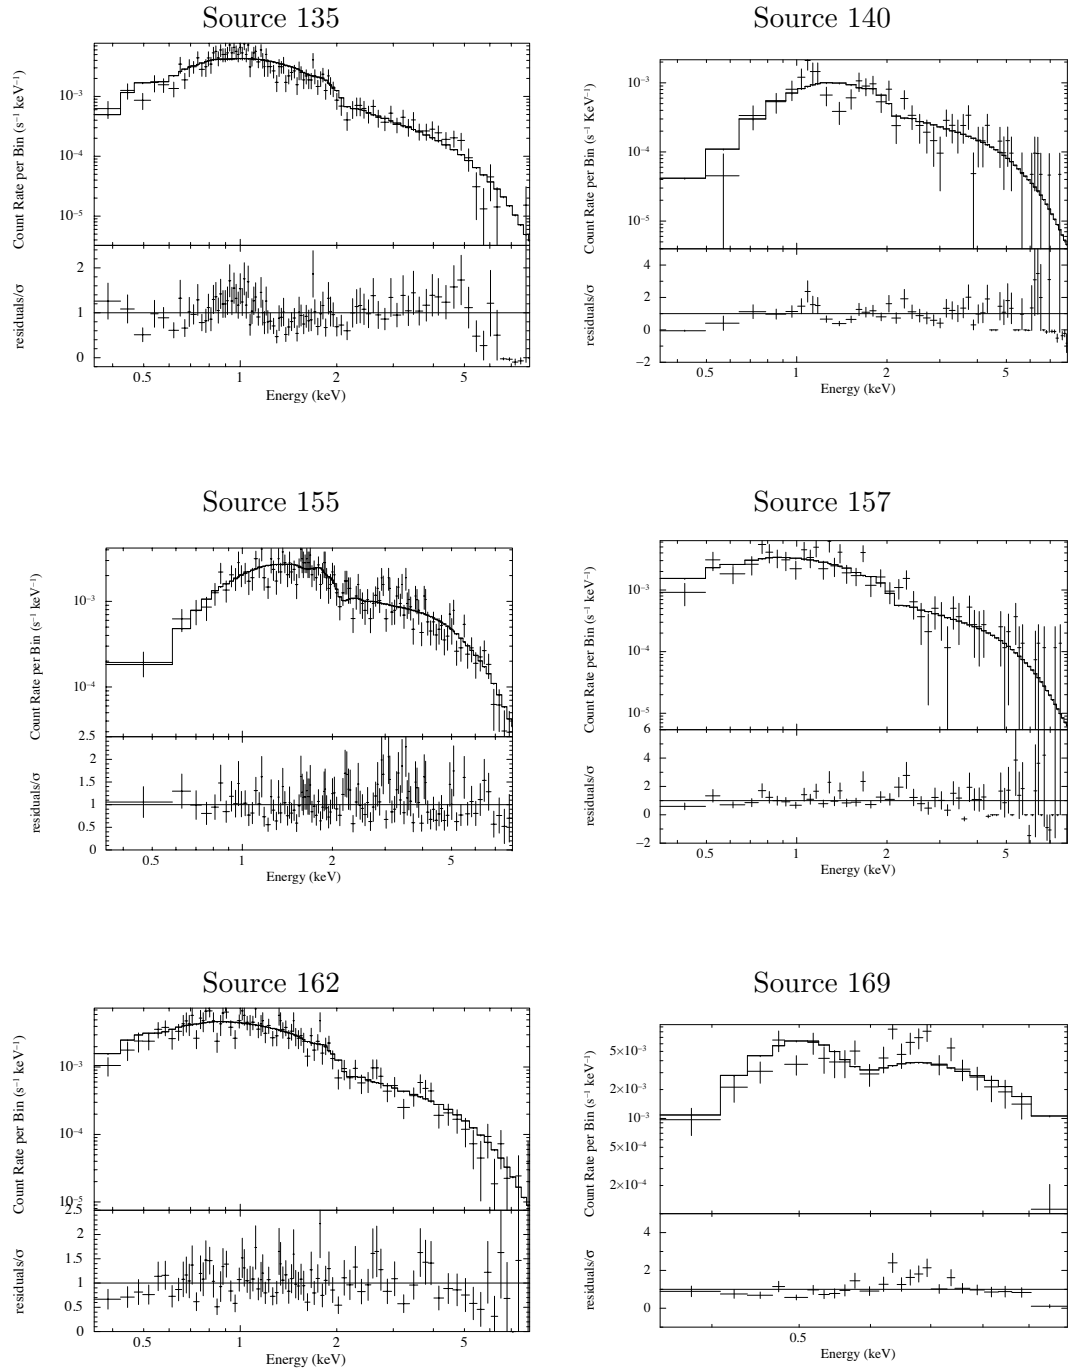 Source 135
Count Rate per Bin (s⁻¹ keV⁻¹)
10⁻³
10⁻⁴
10⁻⁵
residuals/σ
2
1
0
0.5 1 2 5
Energy (keV)
Source 140
Count Rate per Bin (s⁻¹ KeV⁻¹)
10⁻³
10⁻⁴
10⁻⁵
residuals/σ
4
2
0
−2
0.5 1 2 5
Energy (keV)
Source 155
Count Rate per Bin (s⁻¹ keV⁻¹)
10⁻³
10⁻⁴
residuals/σ
2.5
2
1.5
1
0.5
0
0.5 1 2 5
Energy (keV)
Source 157
Count Rate per Bin (s⁻¹ keV⁻¹)
10⁻³
10⁻⁴
10⁻⁵
residuals/σ
6
4
2
0
−2
0.5 1 2 5
Energy (keV)
Source 162
Count Rate per Bin (s⁻¹ keV⁻¹)
10⁻³
10⁻⁴
10⁻⁵
residuals/σ
2.5
2
1.5
1
0.5
0
0.5 1 2 5
Energy (keV)
Source 169
Count Rate per Bin (s⁻¹ keV⁻¹)
5×10⁻³
2×10⁻³
10⁻³
5×10⁻⁴
2×10⁻⁴
residuals/σ
4
2
0
0.5
Energy (keV)